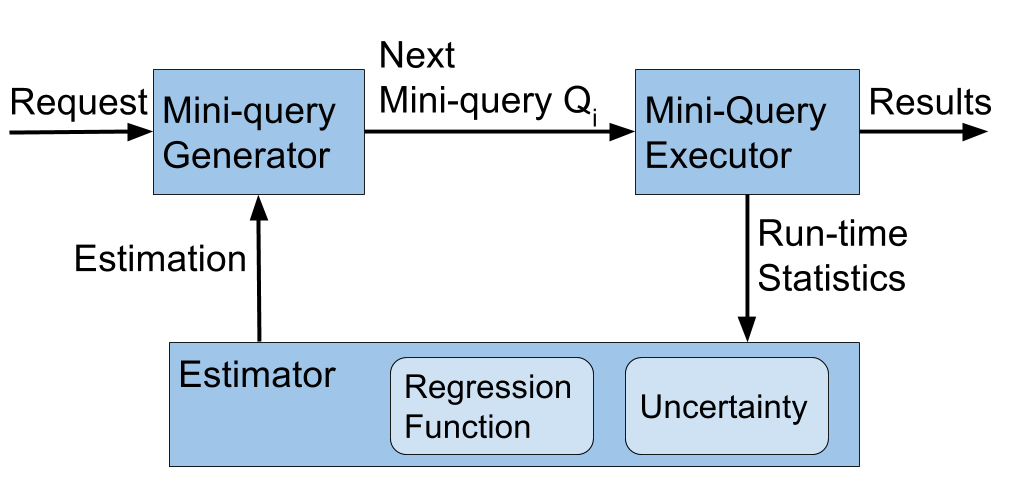 Request
Mini-query
Generator
Next
Mini-query Qi
Mini-Query
Executor
Results
Estimation
Run-time
Statistics
Estimator
Regression
Function
Uncertainty